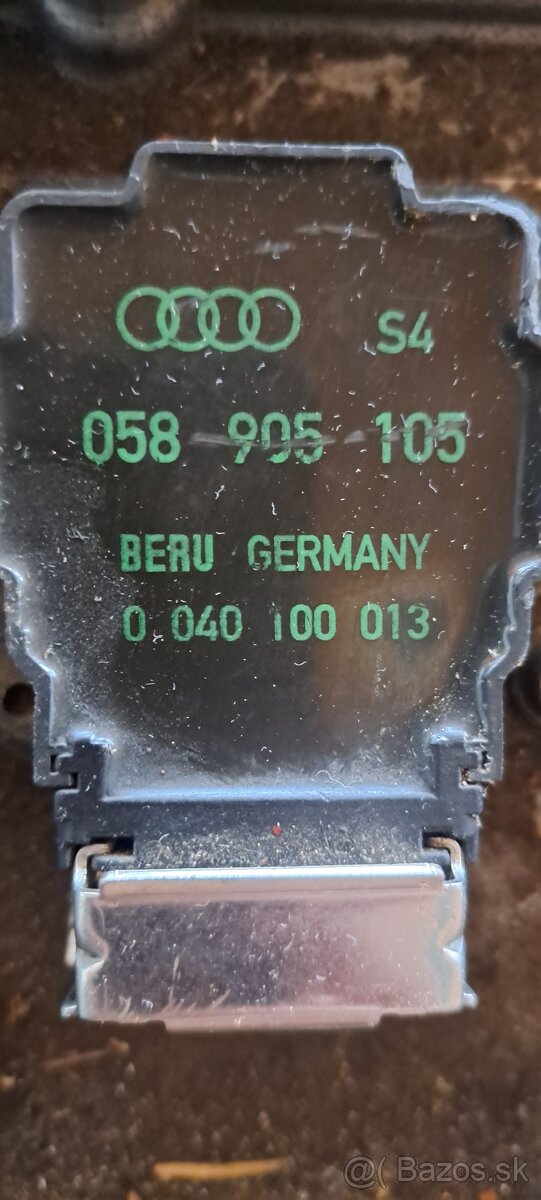 S4
058 905 105
BERU GERMANY
0 040 100 013
@( Bazos.sk